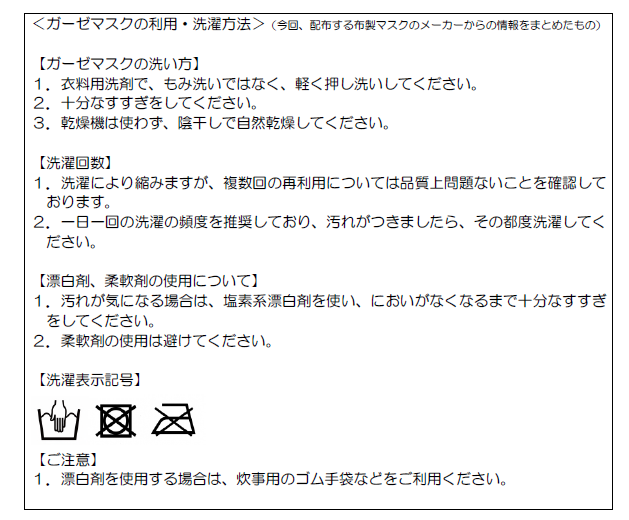 ＜ガーゼマスクの利用・洗濯方法＞（今回、配布する布製マスクのメーカーからの情報をまとめたもの）
【ガーゼマスクの洗い方】
１．衣料用洗剤で、もみ洗いではなく、軽く押し洗いしてください。
２．十分なすすぎをしてください。
３．乾燥機は使わず、陰干しで自然乾燥してください。
【洗濯回数】
１．洗濯により縮みますが、複数回の再利用については品質上問題ないことを確認して
おります。
２．一日一回の洗濯の頻度を推奨しており、汚れがつきましたら、その都度洗濯してく
ださい。
【漂白剤、柔軟剤の使用について】
１．汚れが気になる場合は、塩素系漂白剤を使い、においがなくなるまで十分なすすぎ
をしてください。
２．柔軟剤の使用は避けてください。
【洗濯表示記号】
【ご注意】
１．漂白剤を使用する場合は、炊事用のゴム手袋などをご利用ください。